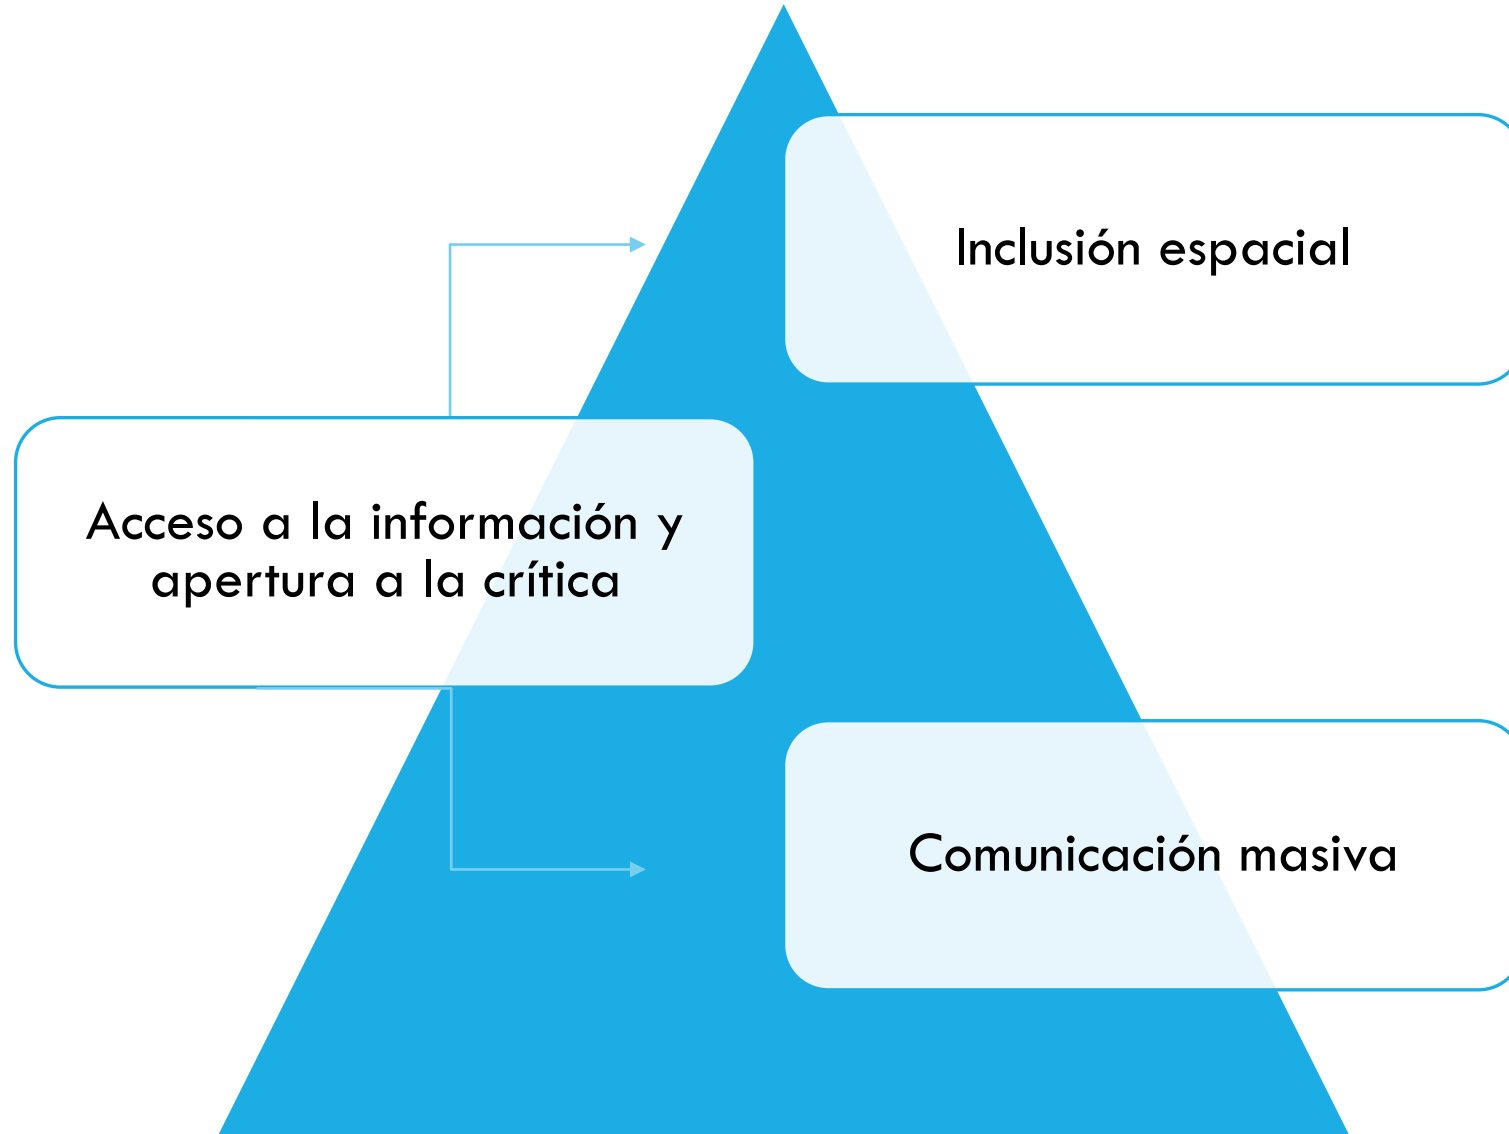 Inclusión espacial
Acceso a la información y
apertura a la crítica
Comunicación masiva